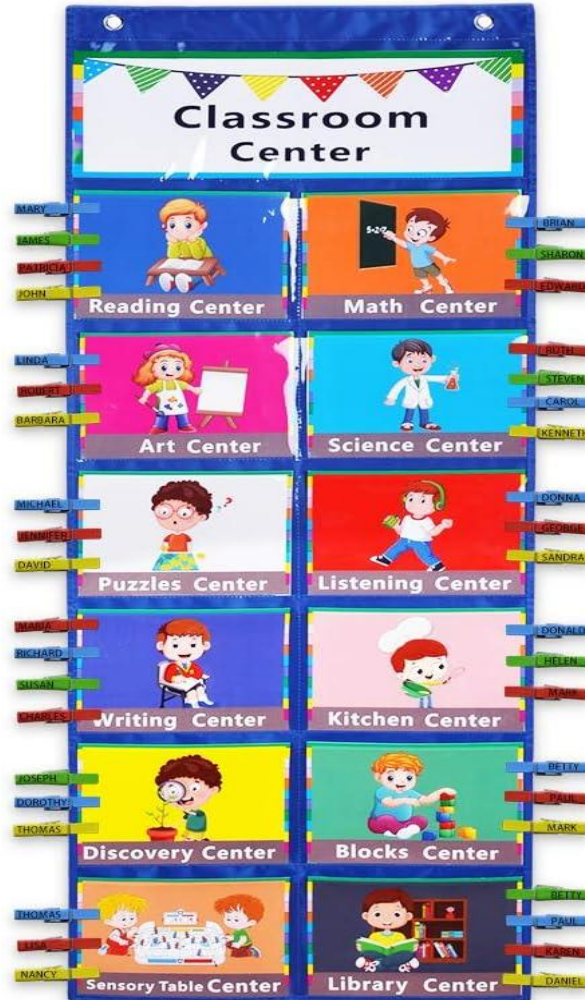 Classroom
Center
MARY
JAMES
PATRICIA
JOHN
Reading Center
BRIAN
SHARON
EDWARD
5-2=?
Math Center
LINDA
ROBERT
BARBARA
Art Center
RUTH
STEVEN
CAROL
KENNETH
Science Center
MICHAEL
JENNIFER
DAVID
??
Puzzles Center
DONNA
GEORGE
SANDRA
Listening Center
MARIA
RICHARD
SUSAN
CHARLES
Writing Center
DONALD
HELEN
MARK
Kitchen Center
JOSEPH
DOROTHY
THOMAS
Discovery Center
BETTY
PAUL
MARK
Blocks Center
THOMAS
LISA
NANCY
Sensory Table Center
BETTY
PAUL
KAREN
DANIEL
Library Center